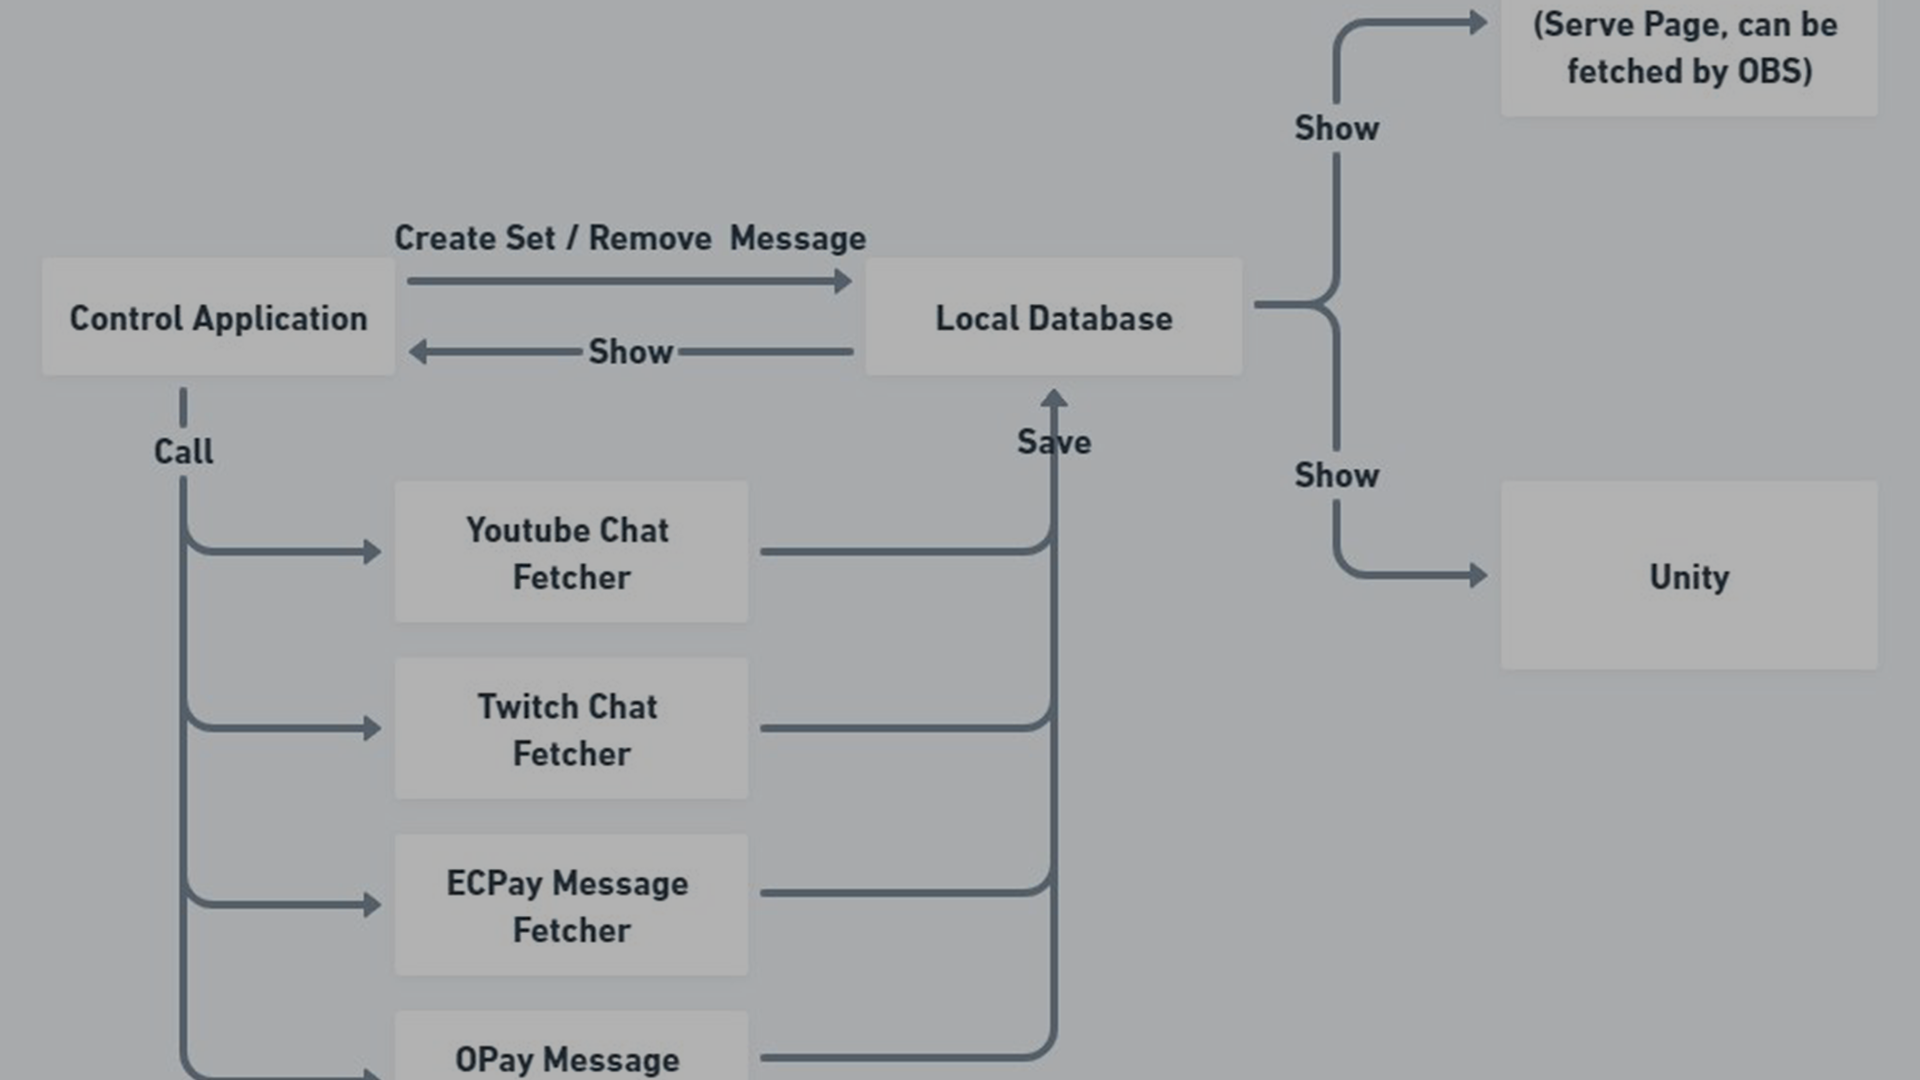 (Serve Page, can be
fetched by OBS)
Show
Create Set / Remove  Message
Control Application
Local Database
Show
Call
Save
Show
Youtube Chat
Fetcher
Unity
Twitch Chat
Fetcher
ECPay Message
Fetcher
OPay Message